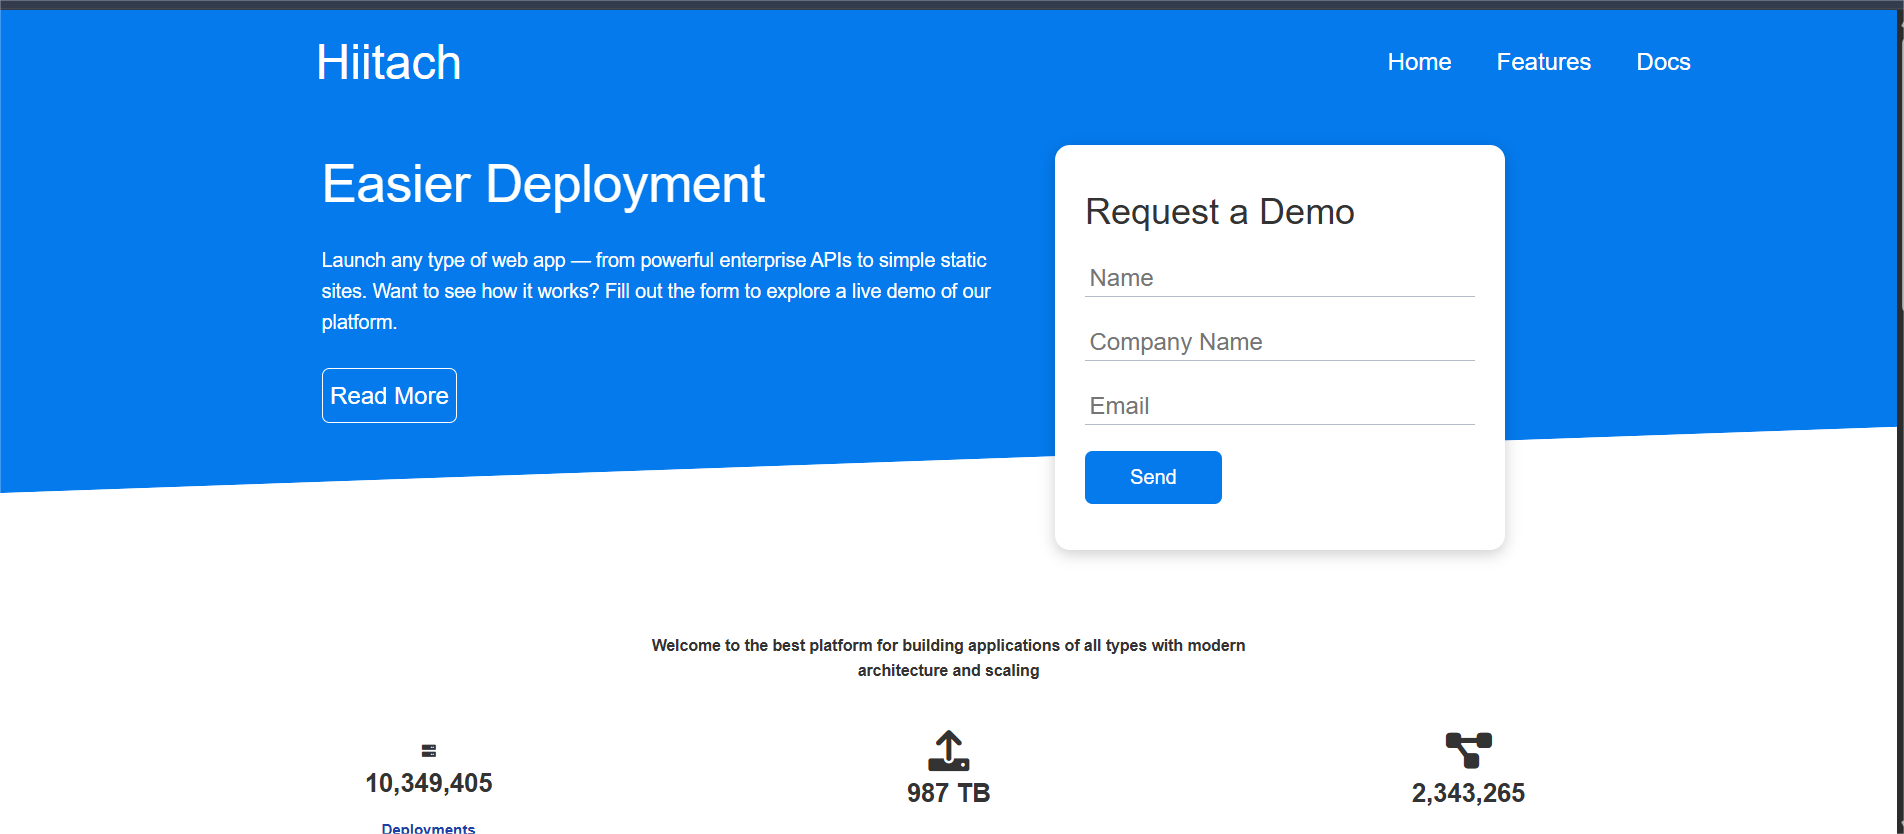 Hiitach
Home Features Docs
Easier Deployment
Launch any type of web app — from powerful enterprise APIs to simple static
sites. Want to see how it works? Fill out the form to explore a live demo of our
platform.
Read More
Request a Demo
Name
Company Name
Email
Send
Welcome to the best platform for building applications of all types with modern
architecture and scaling
10,349,405
Deployments
987 TB
2,343,265